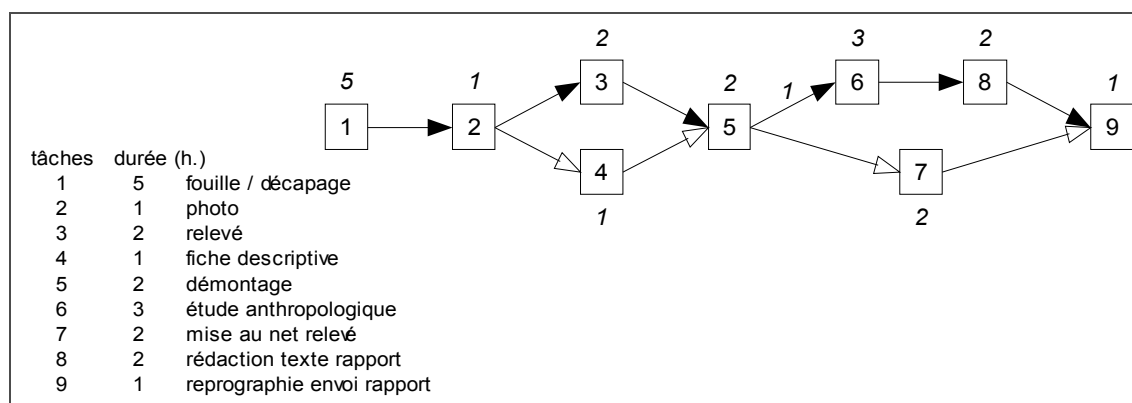 2 3 2
5 1 3 2 1 6 8 1
1 2 5 9
tâches durée (h.) 4 7
1 5 fouille / décapage
2 1 photo 1 2
3 2 relevé
4 1 fiche descriptive
5 2 démontage
6 3 étude anthropologique
7 2 mise au net relevé
8 2 rédaction texte rapport
9 1 reprographie envoi rapport